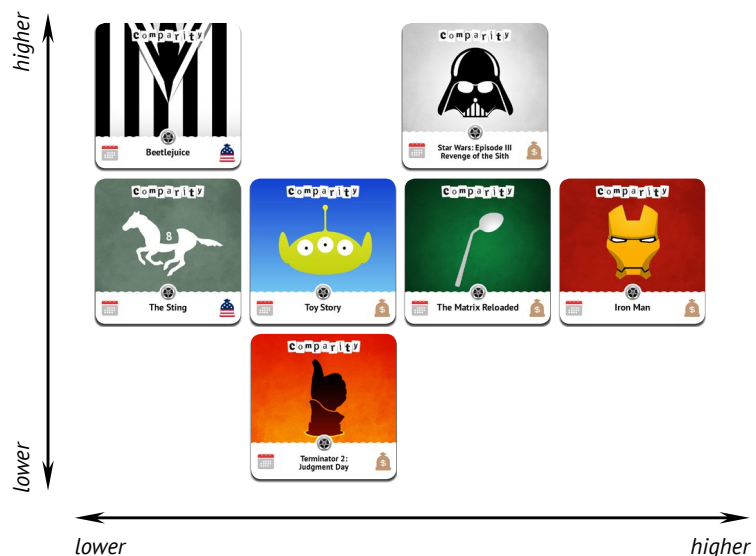 higher
comparity
comparity
Beetlejuice
Star Wars: Episode III
Revenge of the Sith
comparity
comparity
comparity
comparity
8
The Sting
Toy Story
The Matrix Reloaded
Iron Man
$
$
$
$
comparity
Terminator 2:
Judgment Day
$
lower
lower
higher